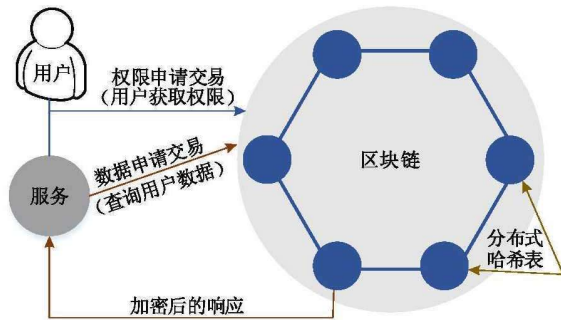 用户
权限申请交易
（用户获取权限）
数据申请交易
（查询用户数据）
服务
区块链
分布式
哈希表
加密后的响应